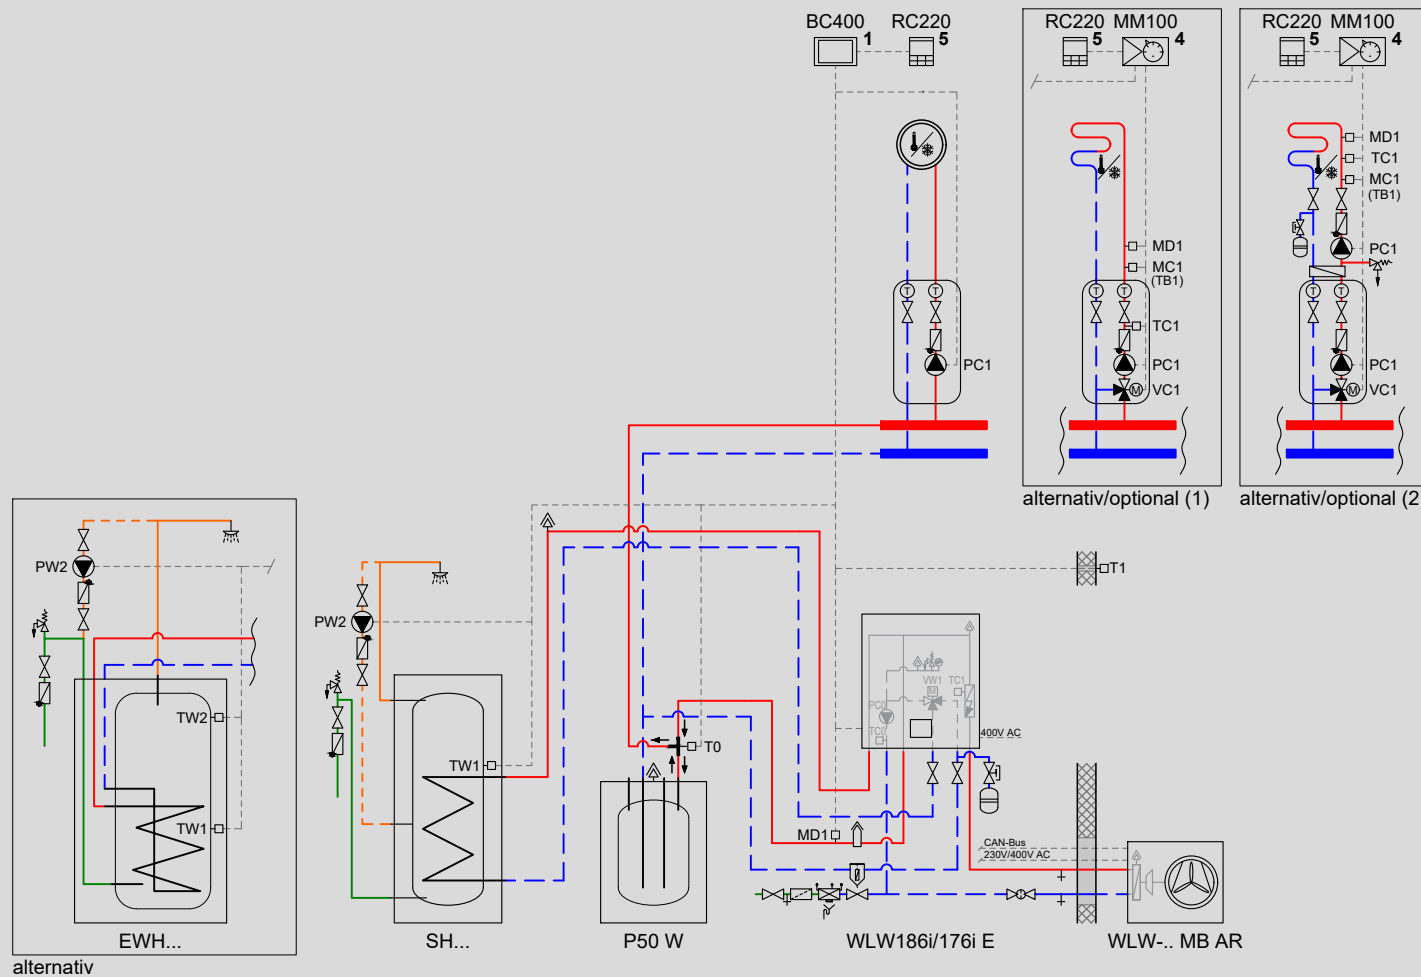 BC400 RC220
1 5
RC220 MM100
5 4
RC220 MM100
5 4
T T
PC1
MD1
MC1
(TB1)
T T
TC1
PC1
M VC1
alternativ/optional (1)
MD1
TC1
MC1
(TB1)
PC1
T T
PC1
M VC1
alternativ/optional (2
PW2
TW2
TW1
EWH...
alternativ
PW2
TW1
SH...
T0
P50 W
T1
VW1 TC1
M
PC0
TC0
400V AC
MD1
WLW186i/176i E
CAN-Bus
230V/400V AC
WLW-.. MB AR